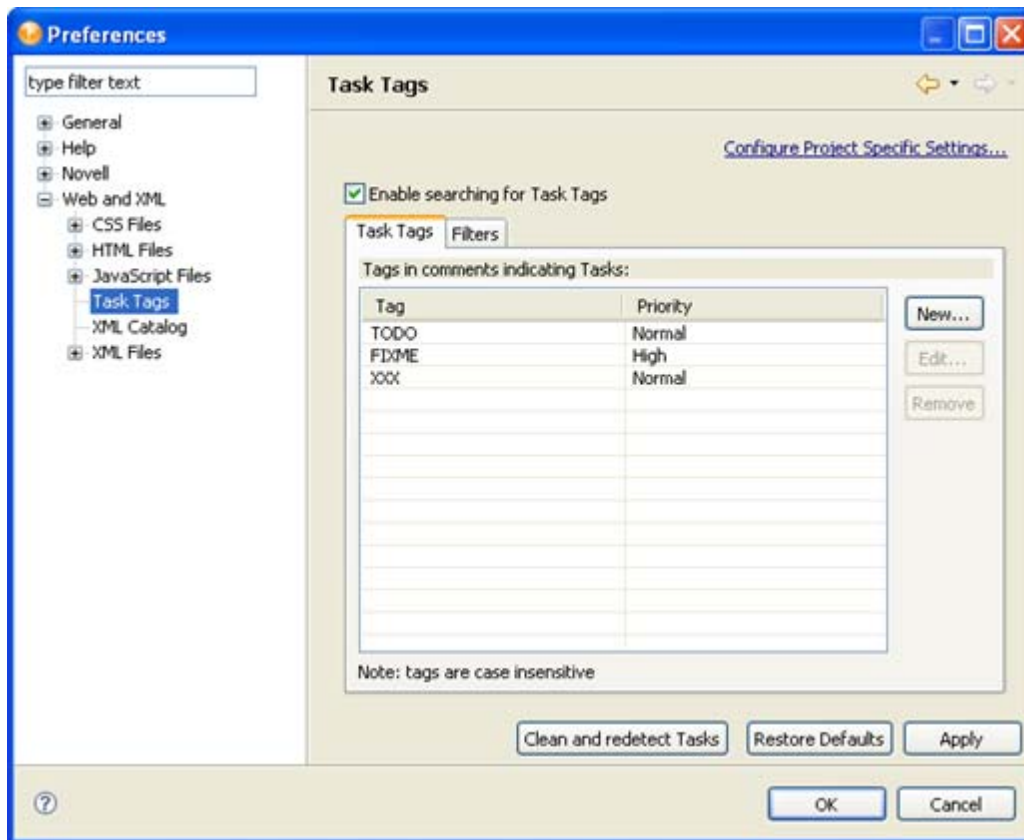 Preferences
type filter text
General
Help
Novell
Web and XML
CSS Files
HTML Files
JavaScript Files
Task Tags
XML Catalog
XML Files
Task Tags
Configure Project Specific Settings...
Enable searching for Task Tags
Task Tags Filters
Tags in comments indicating Tasks:
Tag Priority
TODO Normal
FIXME High
XXX Normal
New...
Edit...
Remove
Note: tags are case insensitive
Clean and redetect Tasks Restore Defaults Apply
? OK Cancel